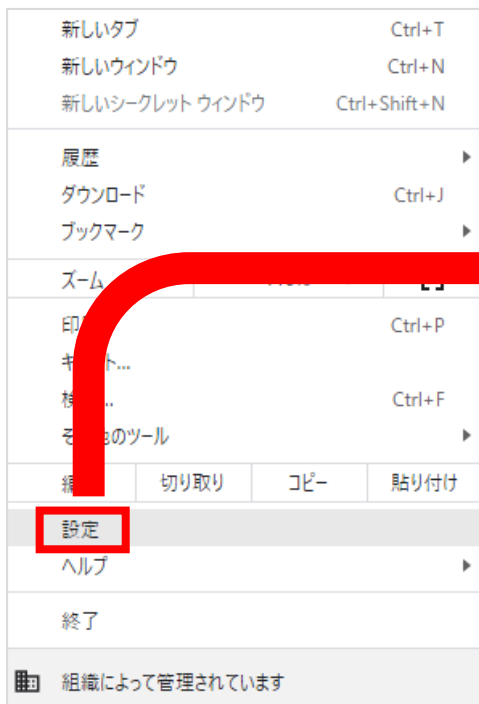 新しいタブ Ctrl+T
新しいウィンドウ Ctrl+N
新しいシークレット ウィンドウ Ctrl+Shift+N
履歴
ダウンロード Ctrl+J
ブックマーク
ズーム
Ctrl+P
Ctrl+F
のツール
切り取り コピー 貼り付け
設定
ヘルプ
終了
組織によって管理されています